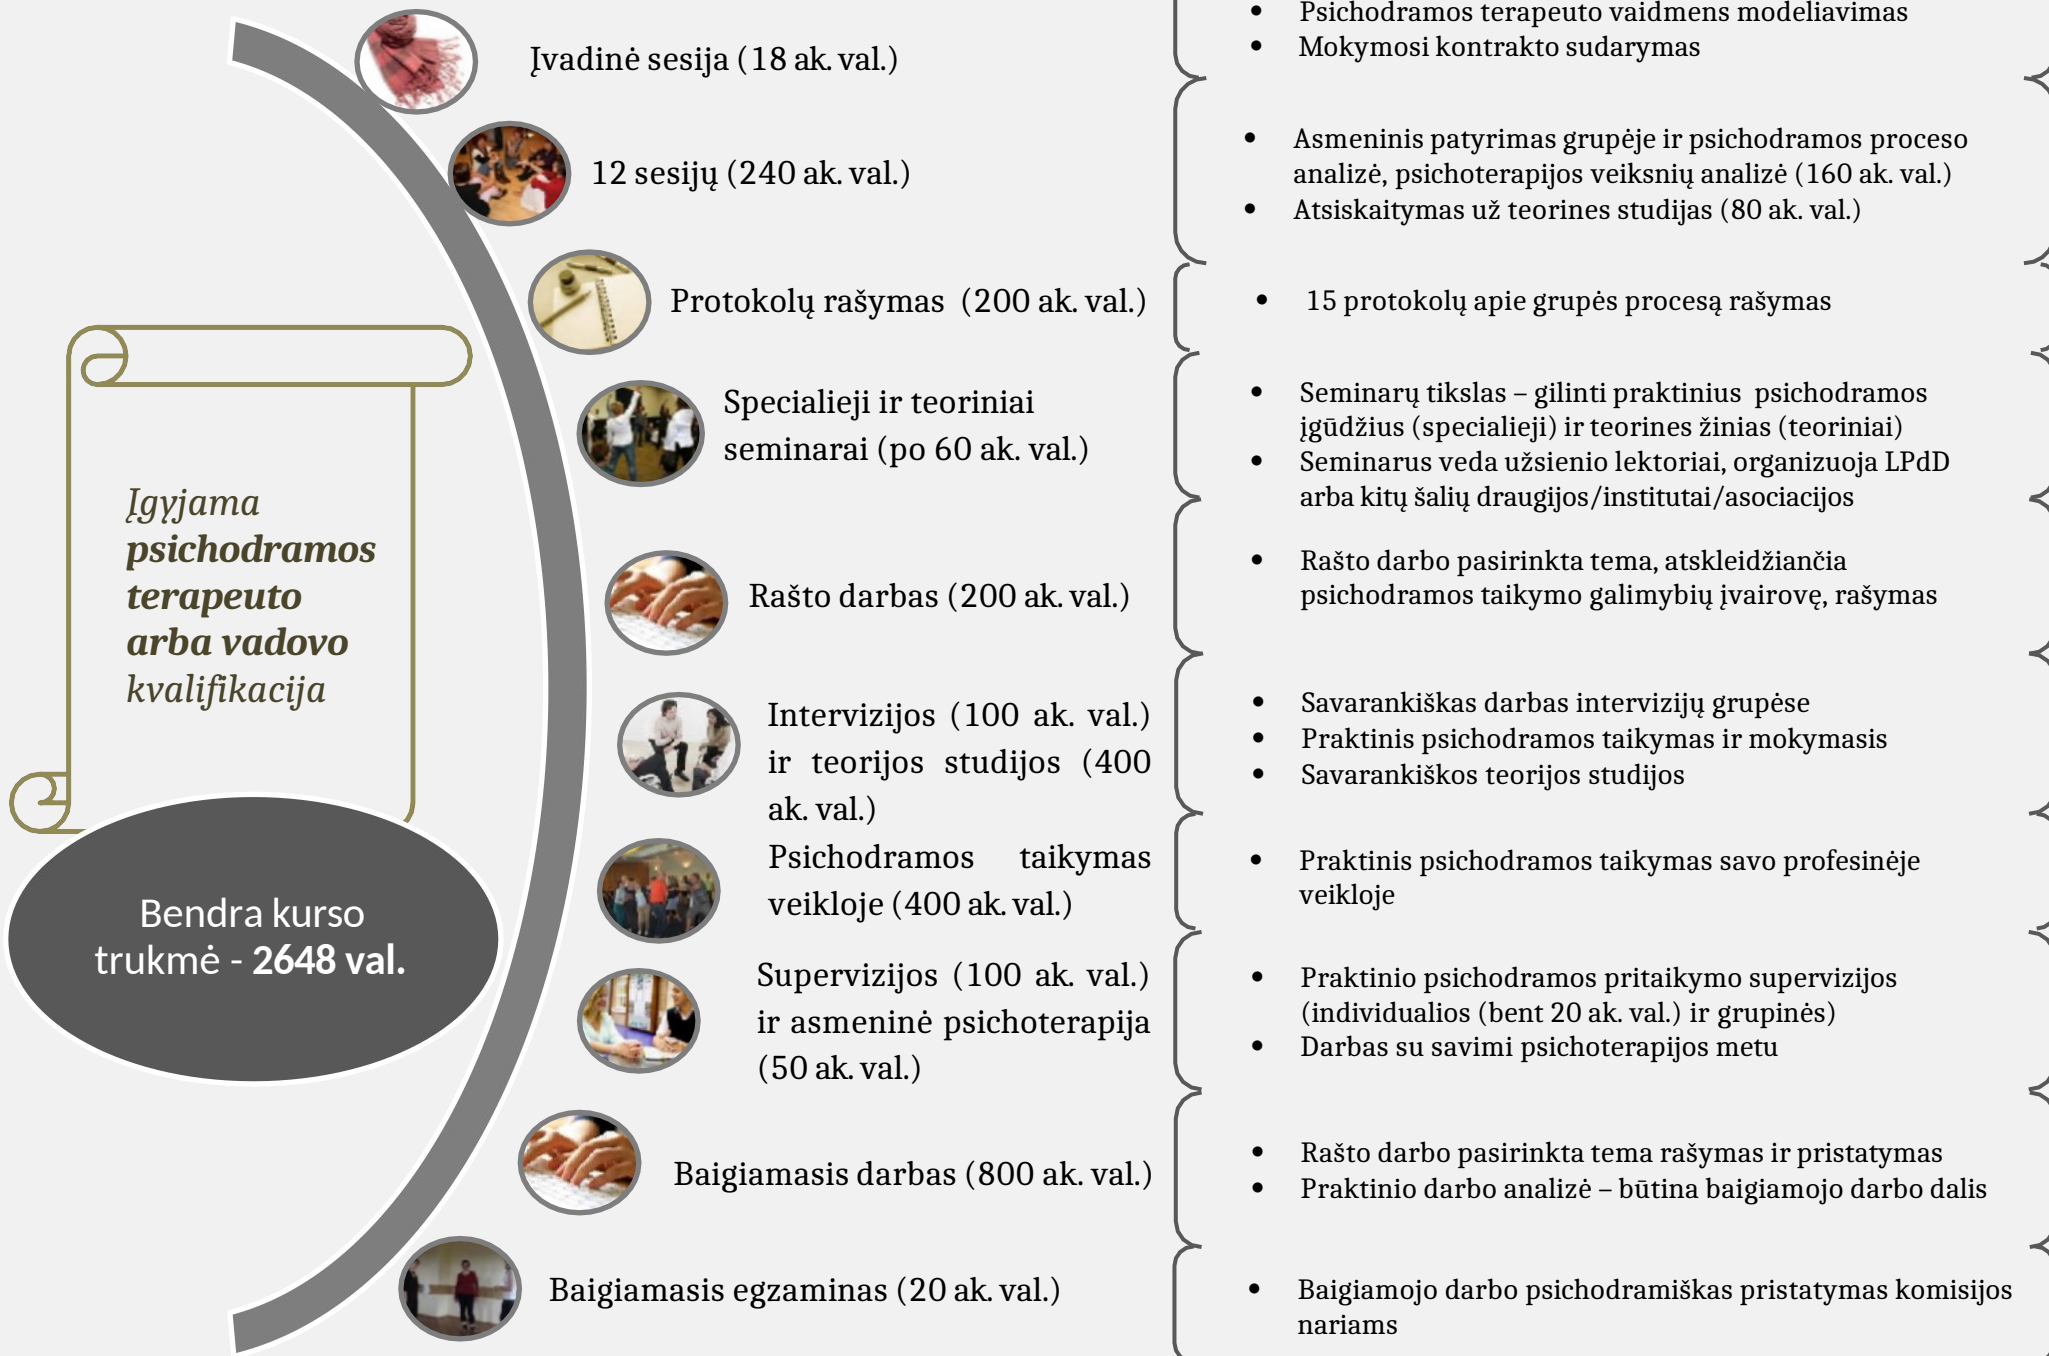 Psichodramos terapeuto vaidmens modeliavimas
Mokymosi kontrakto sudarymas
Įvadinė sesija (18 ak. val.)
12 sesijų (240 ak. val.)
Asmeninis patyrimas grupėje ir psichodramos proceso
analizė, psichoterapijos veiksnių analizė (160 ak. val.)
Atsiskaitymas už teorines studijas (80 ak. val.)
Protokolų rašymas  (200 ak. val.)
15 protokolų apie grupės procesą rašymas
Specialieji ir teoriniai
seminarai (po 60 ak. val.)
Seminarų tikslas – gilinti praktinius  psichodramos
įgūdžius (specialieji) ir teorines žinias (teoriniai)
Seminarus veda užsienio lektoriai, organizuoja LPdD
arba kitų šalių draugijos/institutai/asociacijos
Rašto darbas (200 ak. val.)
Rašto darbo pasirinkta tema, atskleidžiančia
psichodramos taikymo galimybių įvairovę, rašymas
Intervizijos (100 ak. val.)
ir teorijos studijos (400
ak. val.)
Savarankiškas darbas intervizijų grupėse
Praktinis psichodramos taikymas ir mokymasis
Savarankiškos teorijos studijos
Psichodramos taikymas
veikloje (400 ak. val.)
Praktinis psichodramos taikymas savo profesinėje
veikloje
Supervizijos (100 ak. val.)
ir asmeninė psichoterapija
(50 ak. val.)
Praktinio psichodramos pritaikymo supervizijos
(individualios (bent 20 ak. val.) ir grupinės)
Darbas su savimi psichoterapijos metu
Baigiamasis darbas (800 ak. val.)
Rašto darbo pasirinkta tema rašymas ir pristatymas
Praktinio darbo analizė – būtina baigiamojo darbo dalis
Baigiamasis egzaminas (20 ak. val.)
Baigiamojo darbo psichodramiškas pristatymas komisijos
nariams
Įgyjama
psichodramos
terapeuto
arba vadovo
kvalifikacija
Bendra kurso
trukmė - 2648 val.